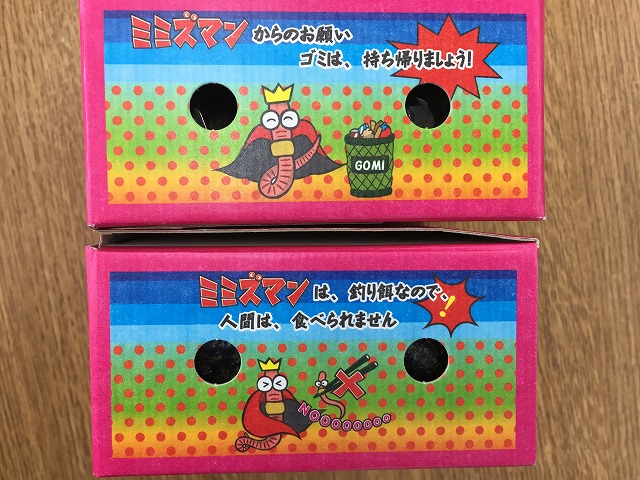 ミミズマンからのお願い
ゴミは、持ち帰りましょう!
GOMI
ミミズマンは、釣り餌なので、!
人間は、食べられません
NOOOOOOOOO